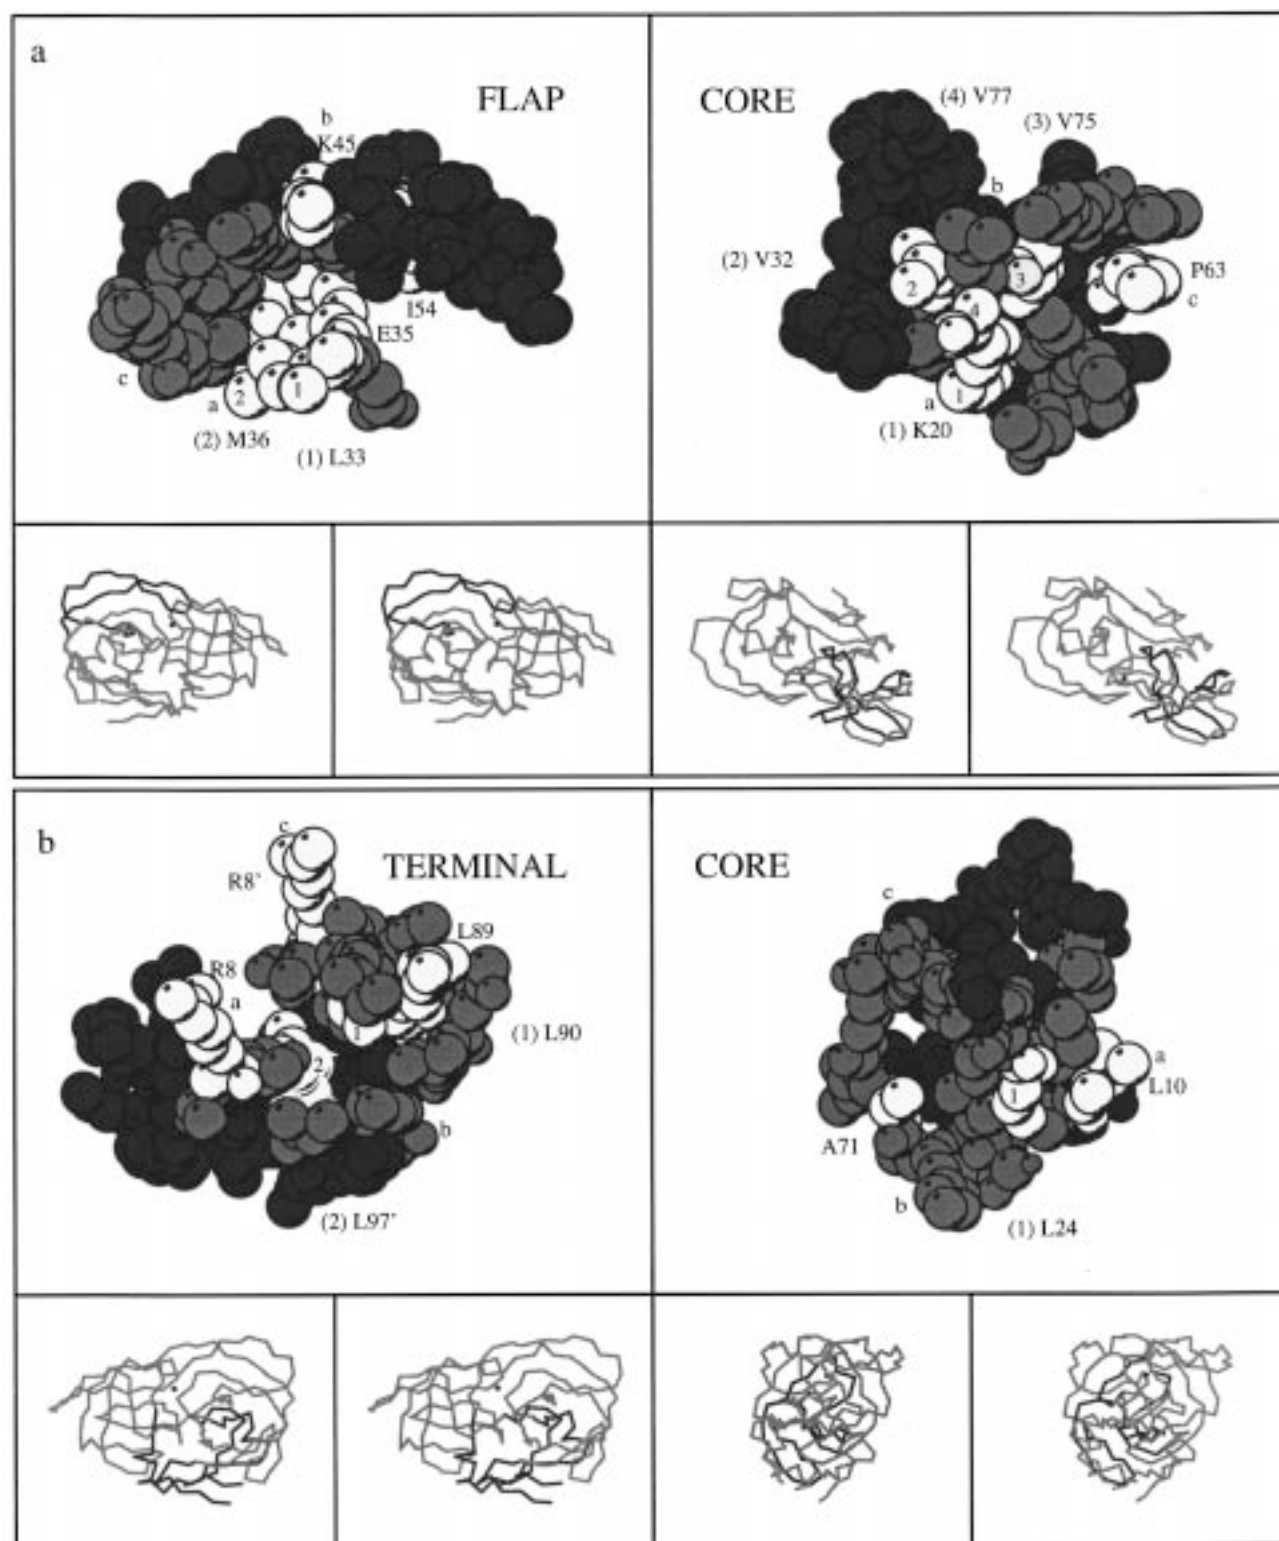 a
FLAP
b
K45
I54
E35
c
a
2
1
(2) M36
(1) L33
CORE
(4) V77
(3) V75
b
(2) V32
P63
c
2
3
4
1
a
(1) K20
b
TERMINAL
c
R8'
L89
R8
a
1
(1) L90
2
b
(2) L97'
CORE
c
a
L10
1
A71
b
(1) L24